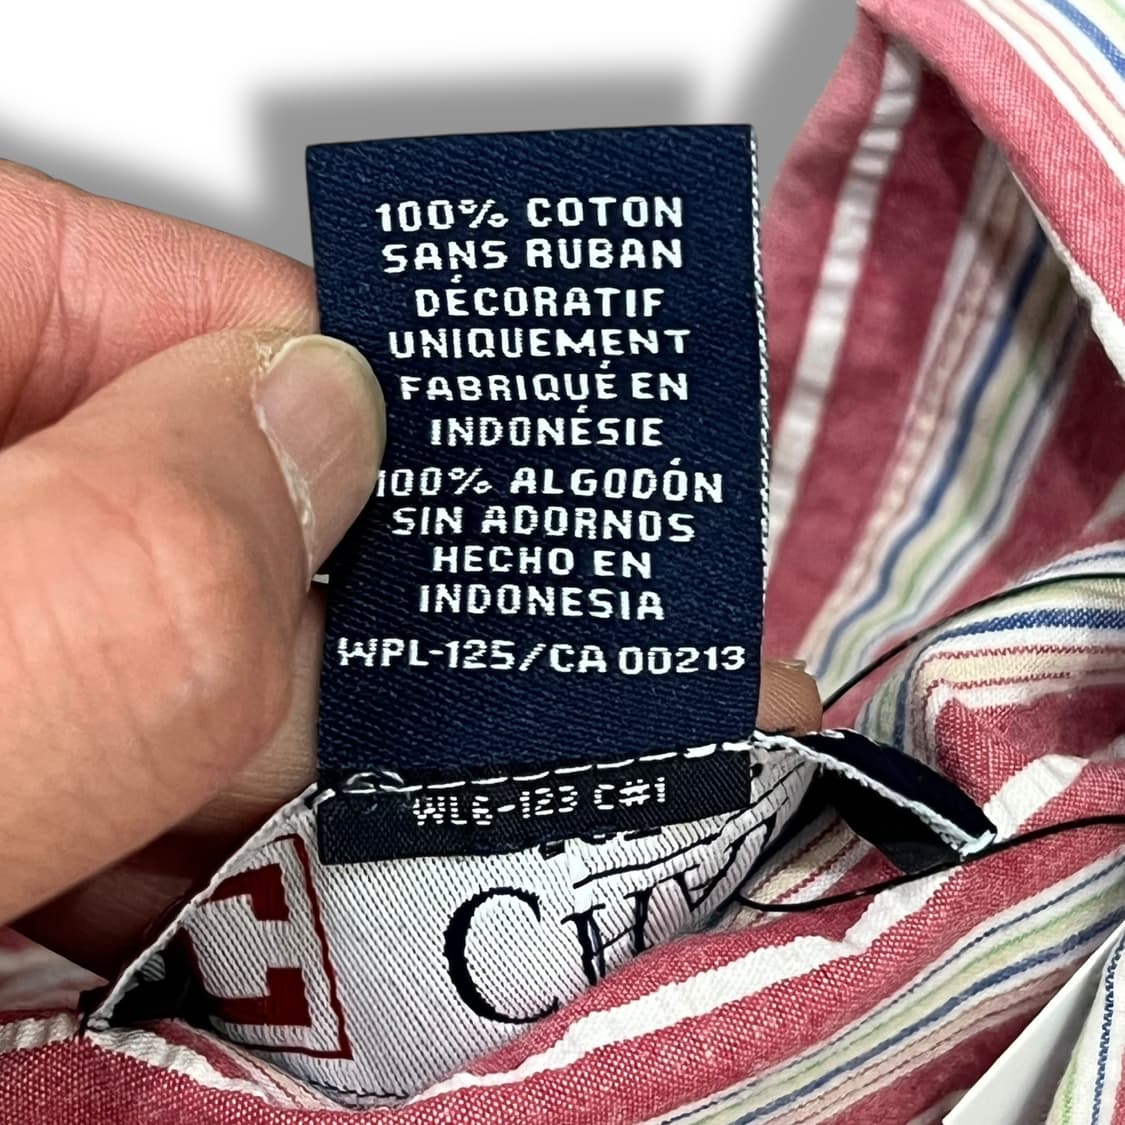 100% COTON
SANS RUBAN
DÉCORATIF
UNIQUEMENT
FABRIQUÉ EN
INDONÉSIE
100% ALGODÓN
SIN ADORNOS
HECHO EN
INDONESIA
WPL-125/CA 00213
WL6-123 C#1
CH